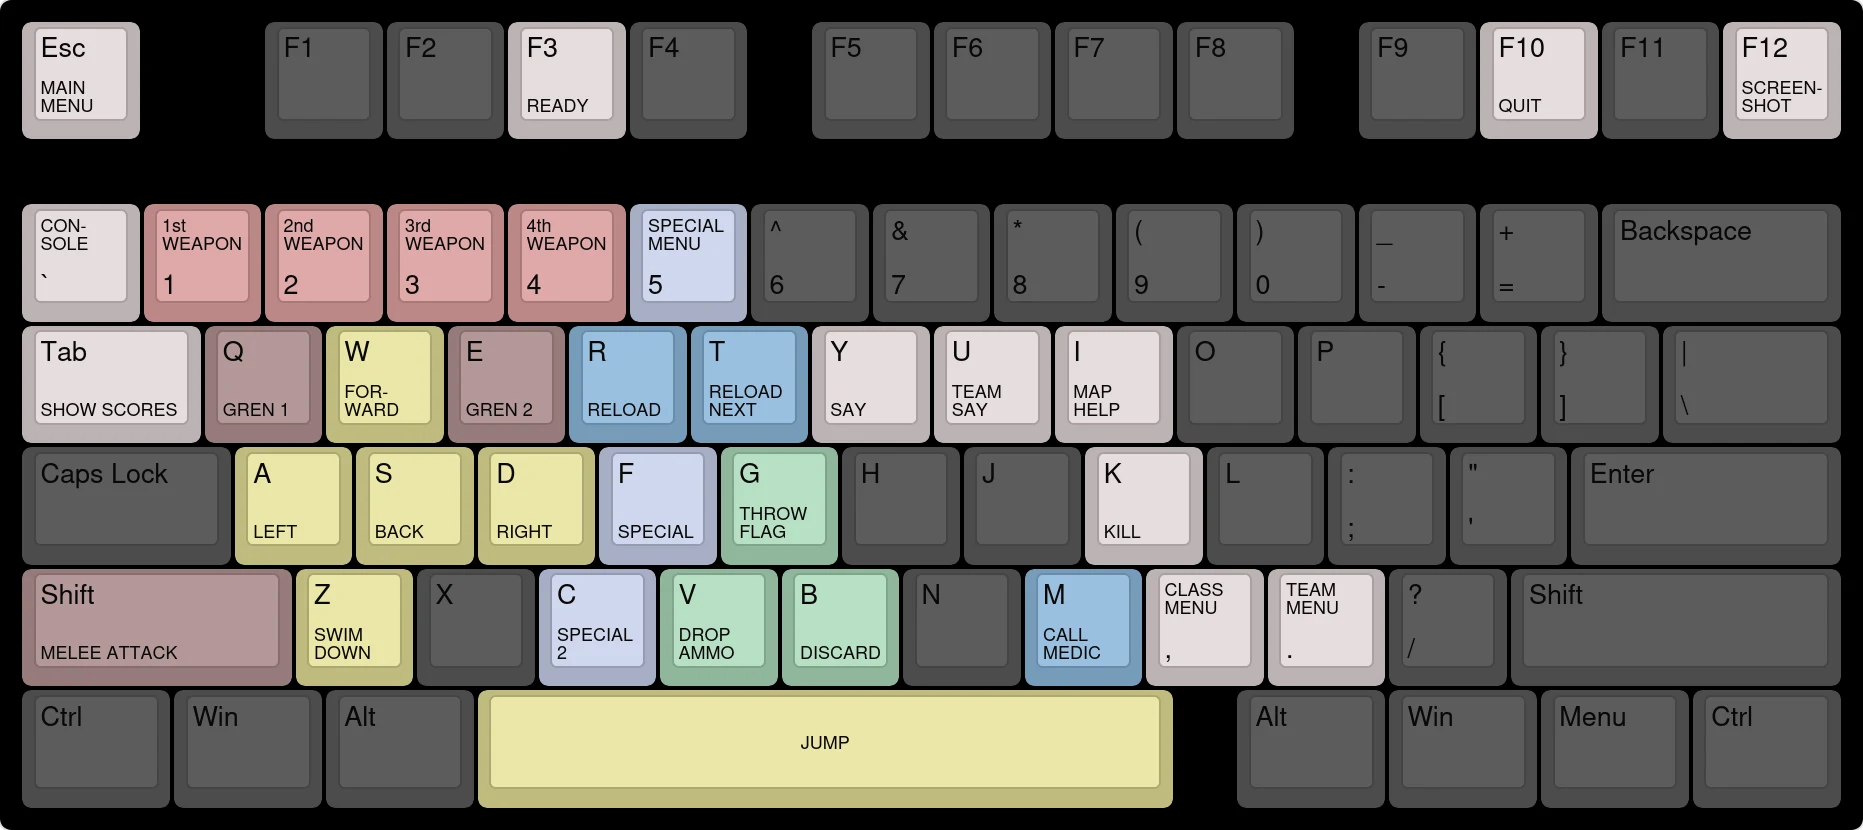 Esc
MAIN
MENU
F1
F2
F3
READY
F4
F5
F6
F7
F8
F9
F10
QUIT
F11
F12
SCREEN-
SHOT
CON-
SOLE
`
1st
WEAPON
1
2nd
WEAPON
2
3rd
WEAPON
3
4th
WEAPON
4
SPECIAL
MENU
5
^
6
&
7
*
8
(
9
)
0
_
-
+
=
Backspace
Tab
SHOW SCORES
Q
GREN 1
W
FOR-
WARD
E
GREN 2
R
RELOAD
T
RELOAD
NEXT
Y
SAY
U
TEAM
SAY
I
MAP
HELP
O
P
{
[
}
]
|
\
Caps Lock
A
LEFT
S
BACK
D
RIGHT
F
SPECIAL
G
THROW
FLAG
H
J
K
KILL
L
:
;
"
'
Enter
Shift
MELEE ATTACK
Z
SWIM
DOWN
X
C
SPECIAL
2
V
DROP
AMMO
B
DISCARD
N
M
CALL
MEDIC
CLASS
MENU
,
TEAM
MENU
.
?
/
Shift
Ctrl
Win
Alt
JUMP
Alt
Win
Menu
Ctrl